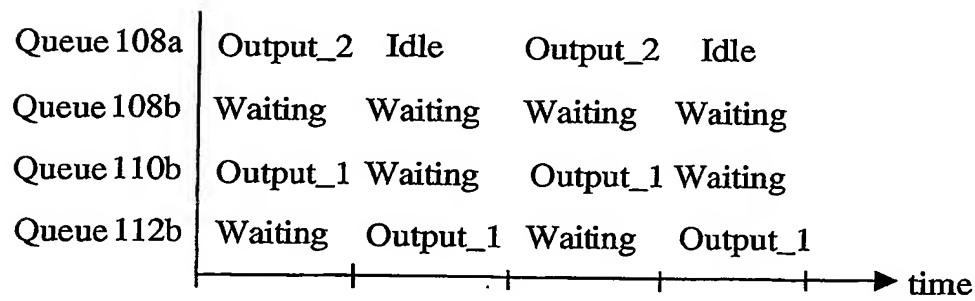 Queue 108a Output_2 Idle Output_2 Idle
Queue 108b Waiting Waiting Waiting Waiting
Queue 110b Output_1 Waiting Output_1 Waiting
Queue 112b Waiting Output_1 Waiting Output_1
time